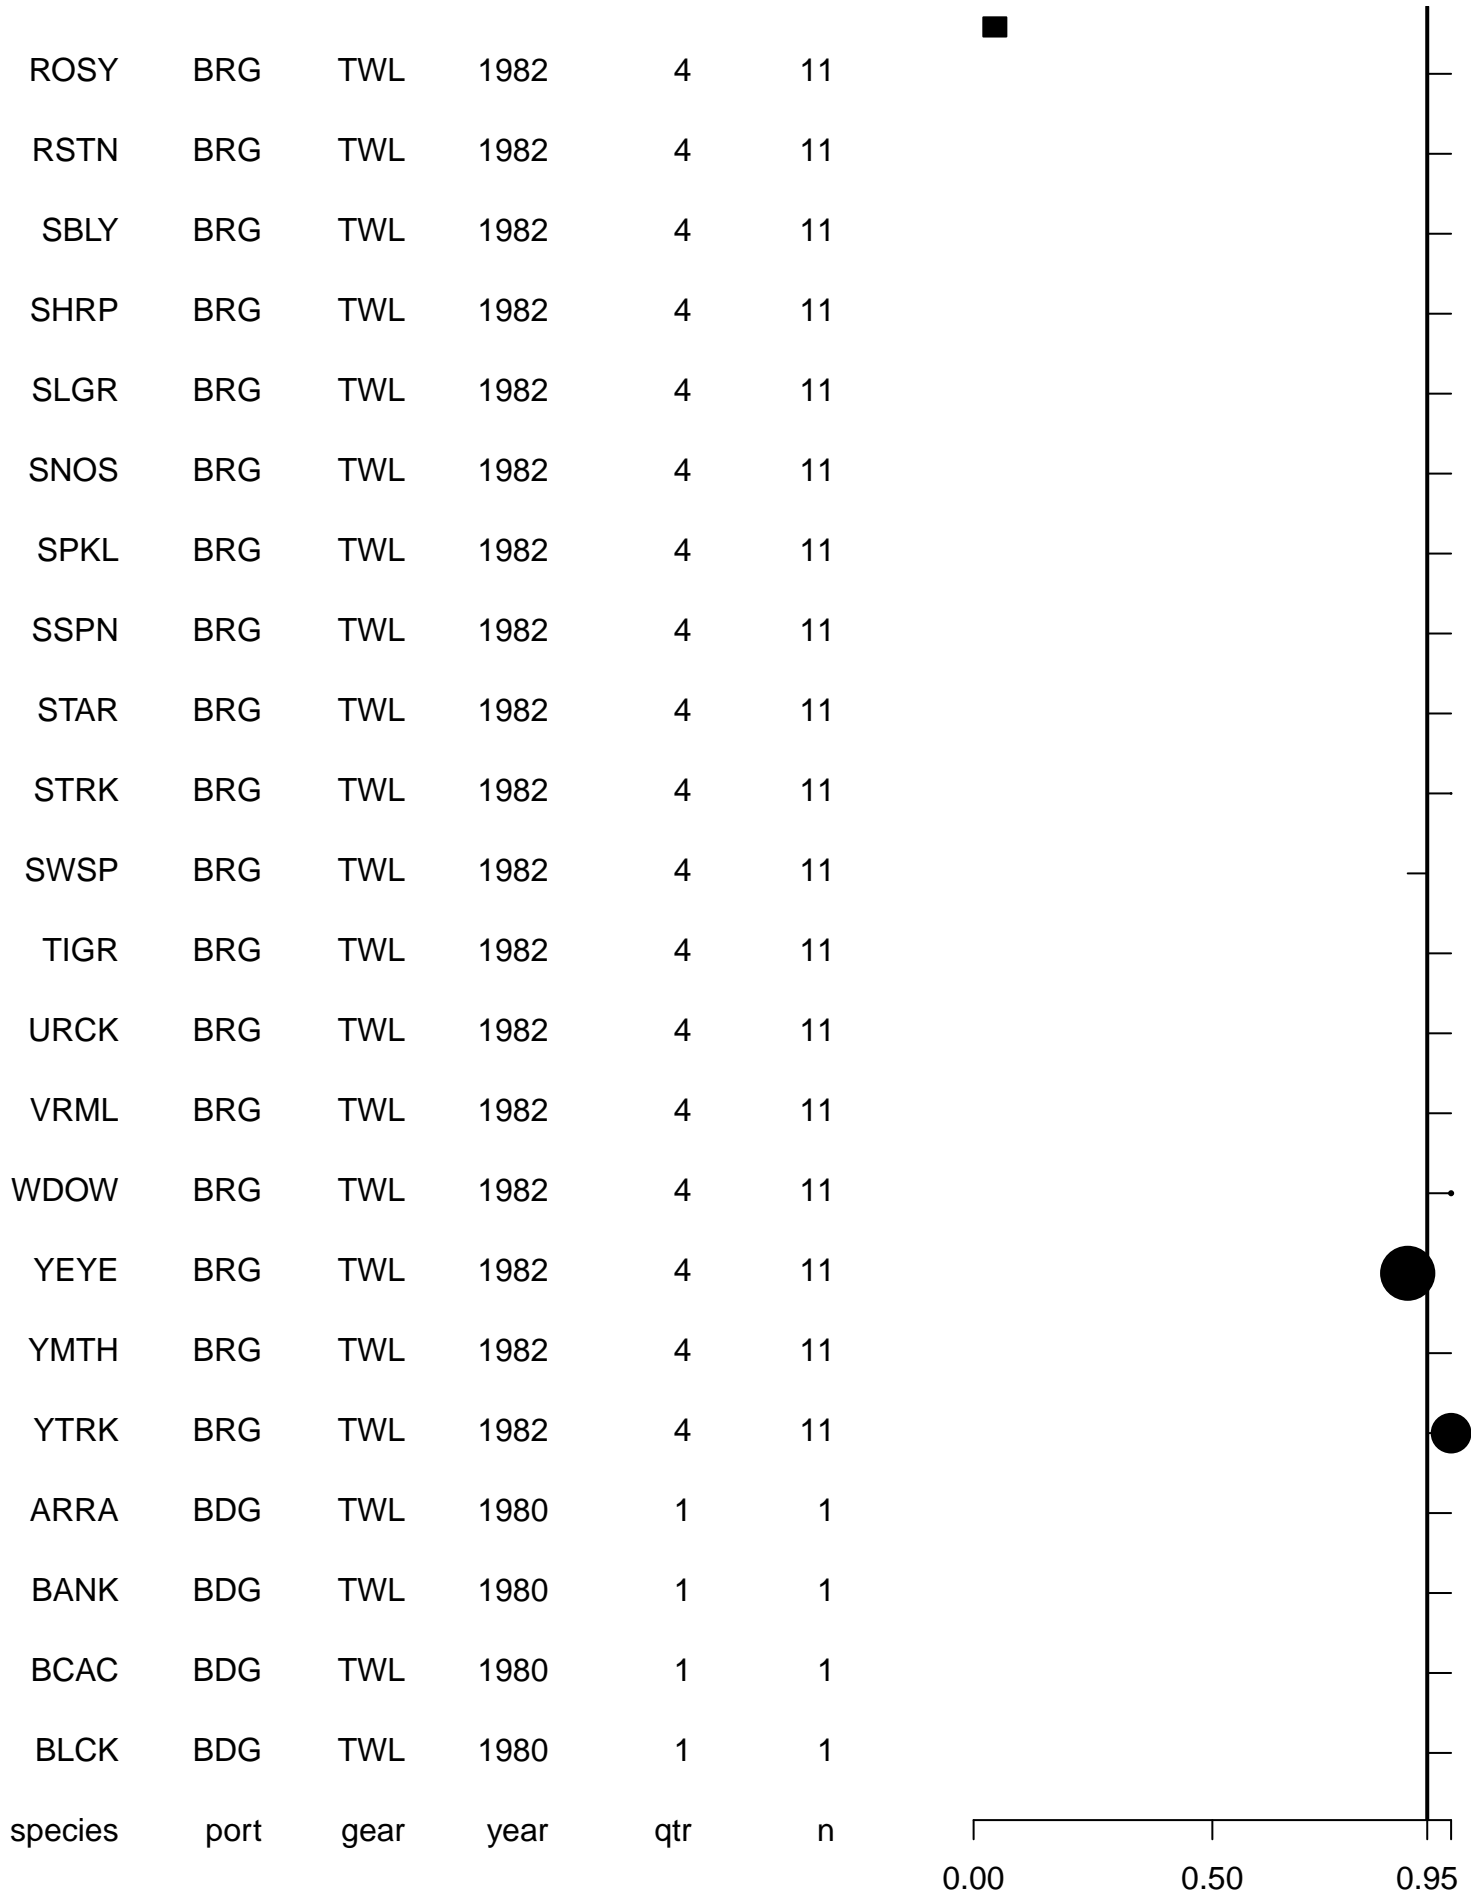 ROSY BRG TWL 1982 4 11
RSTN BRG TWL 1982 4 11
SBLY BRG TWL 1982 4 11
SHRP BRG TWL 1982 4 11
SLGR BRG TWL 1982 4 11
SNOS BRG TWL 1982 4 11
SPKL BRG TWL 1982 4 11
SSPN BRG TWL 1982 4 11
STAR BRG TWL 1982 4 11
STRK BRG TWL 1982 4 11
SWSP BRG TWL 1982 4 11
TIGR BRG TWL 1982 4 11
URCK BRG TWL 1982 4 11
VRML BRG TWL 1982 4 11
WDOW BRG TWL 1982 4 11
YEYE BRG TWL 1982 4 11
YMTH BRG TWL 1982 4 11
YTRK BRG TWL 1982 4 11
ARRA BDG TWL 1980 1 1
BANK BDG TWL 1980 1 1
BCAC BDG TWL 1980 1 1
BLCK BDG TWL 1980 1 1
species port gear year qtr n
0.00 0.50 0.95